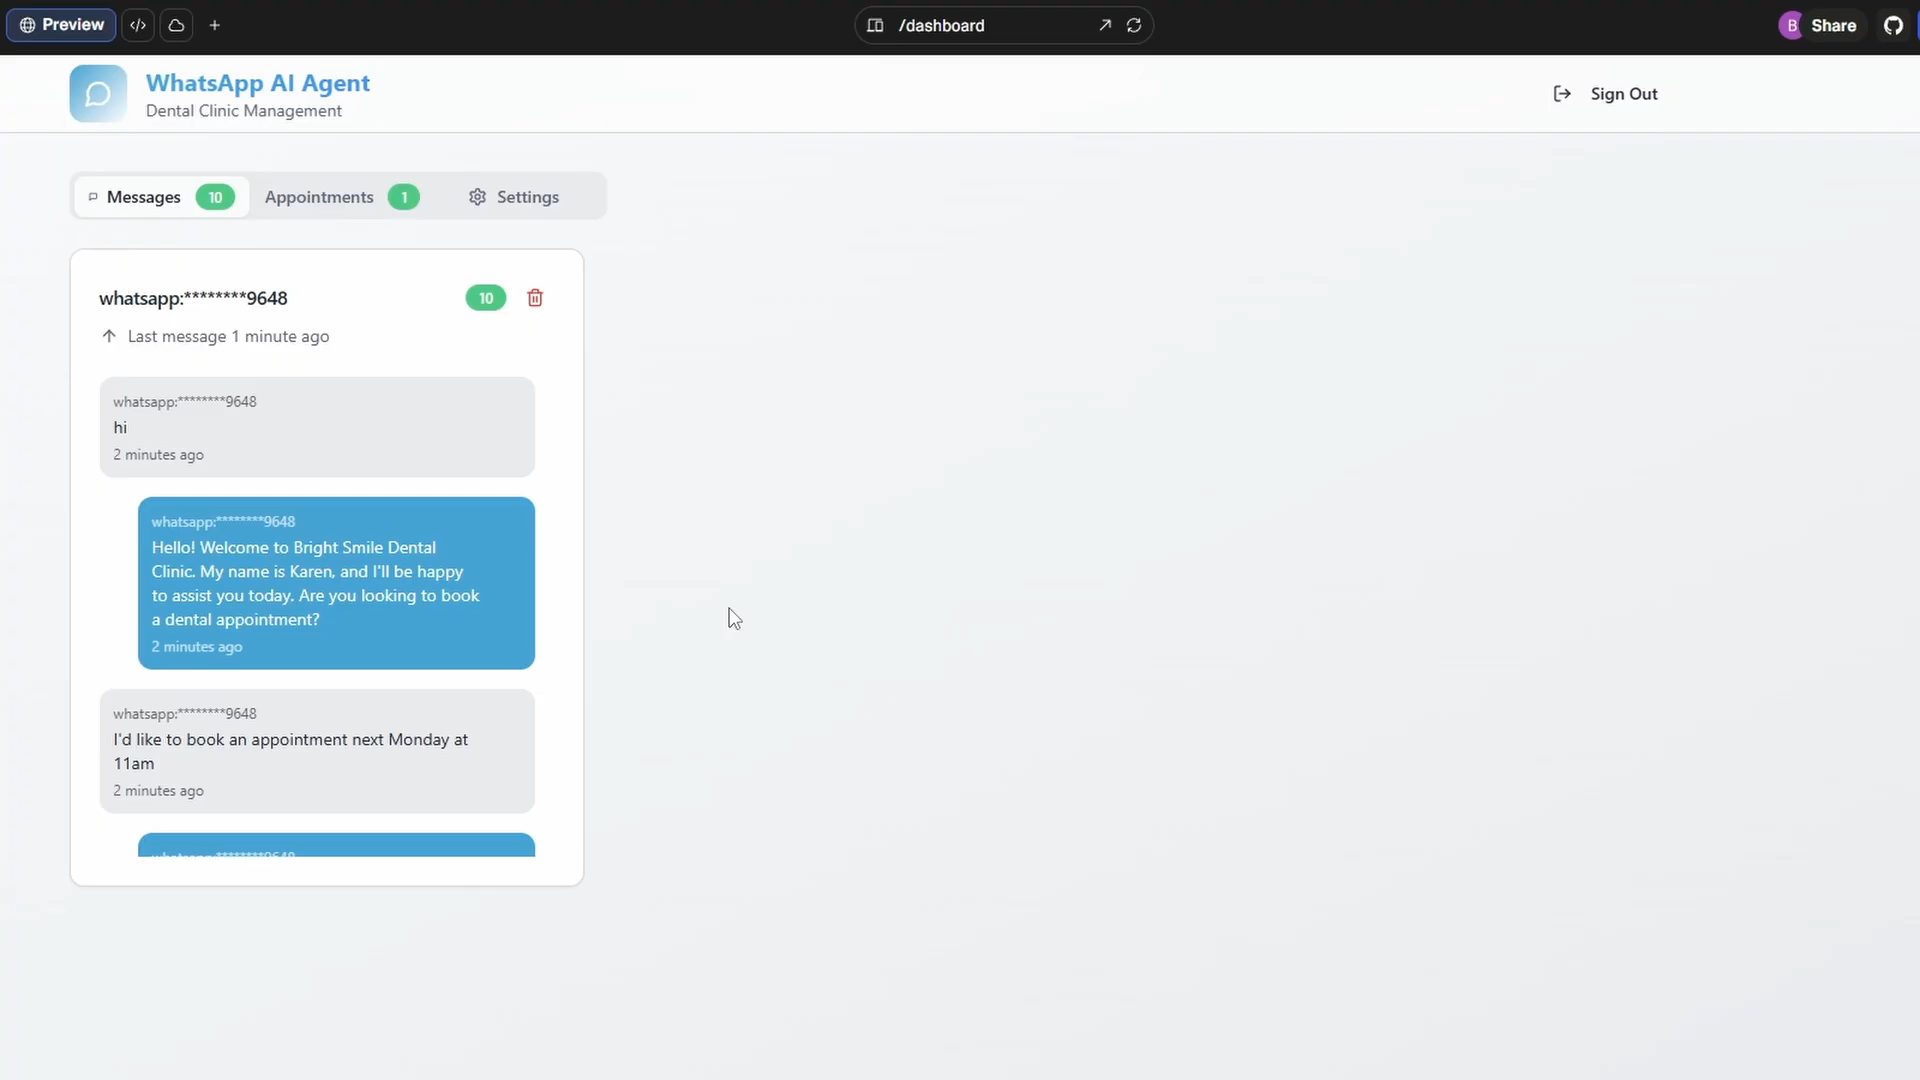 Preview
/dashboard
B
Share
WhatsApp AI Agent
Dental Clinic Management
Sign Out
Messages 10
Appointments 1
Settings
whatsapp:********9648
10
Last message 1 minute ago
whatsapp:********9648
hi
2 minutes ago
whatsapp:********9648
Hello! Welcome to Bright Smile Dental
Clinic. My name is Karen, and I'll be happy
to assist you today. Are you looking to book
a dental appointment?
2 minutes ago
whatsapp:********9648
I'd like to book an appointment next Monday at
11am
2 minutes ago
whatsapp:********9648